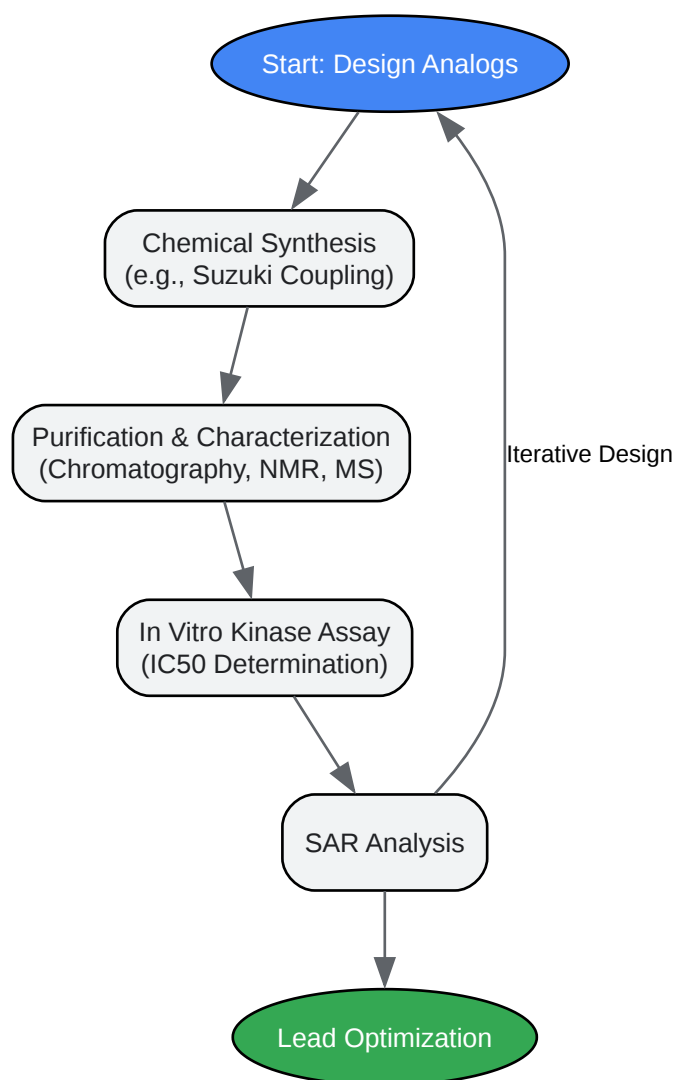 Start: Design Analogs
Chemical Synthesis
(e.g., Suzuki Coupling)
Purification & Characterization
(Chromatography, NMR, MS)
Iterative Design
In Vitro Kinase Assay
(IC50 Determination)
SAR Analysis
Lead Optimization